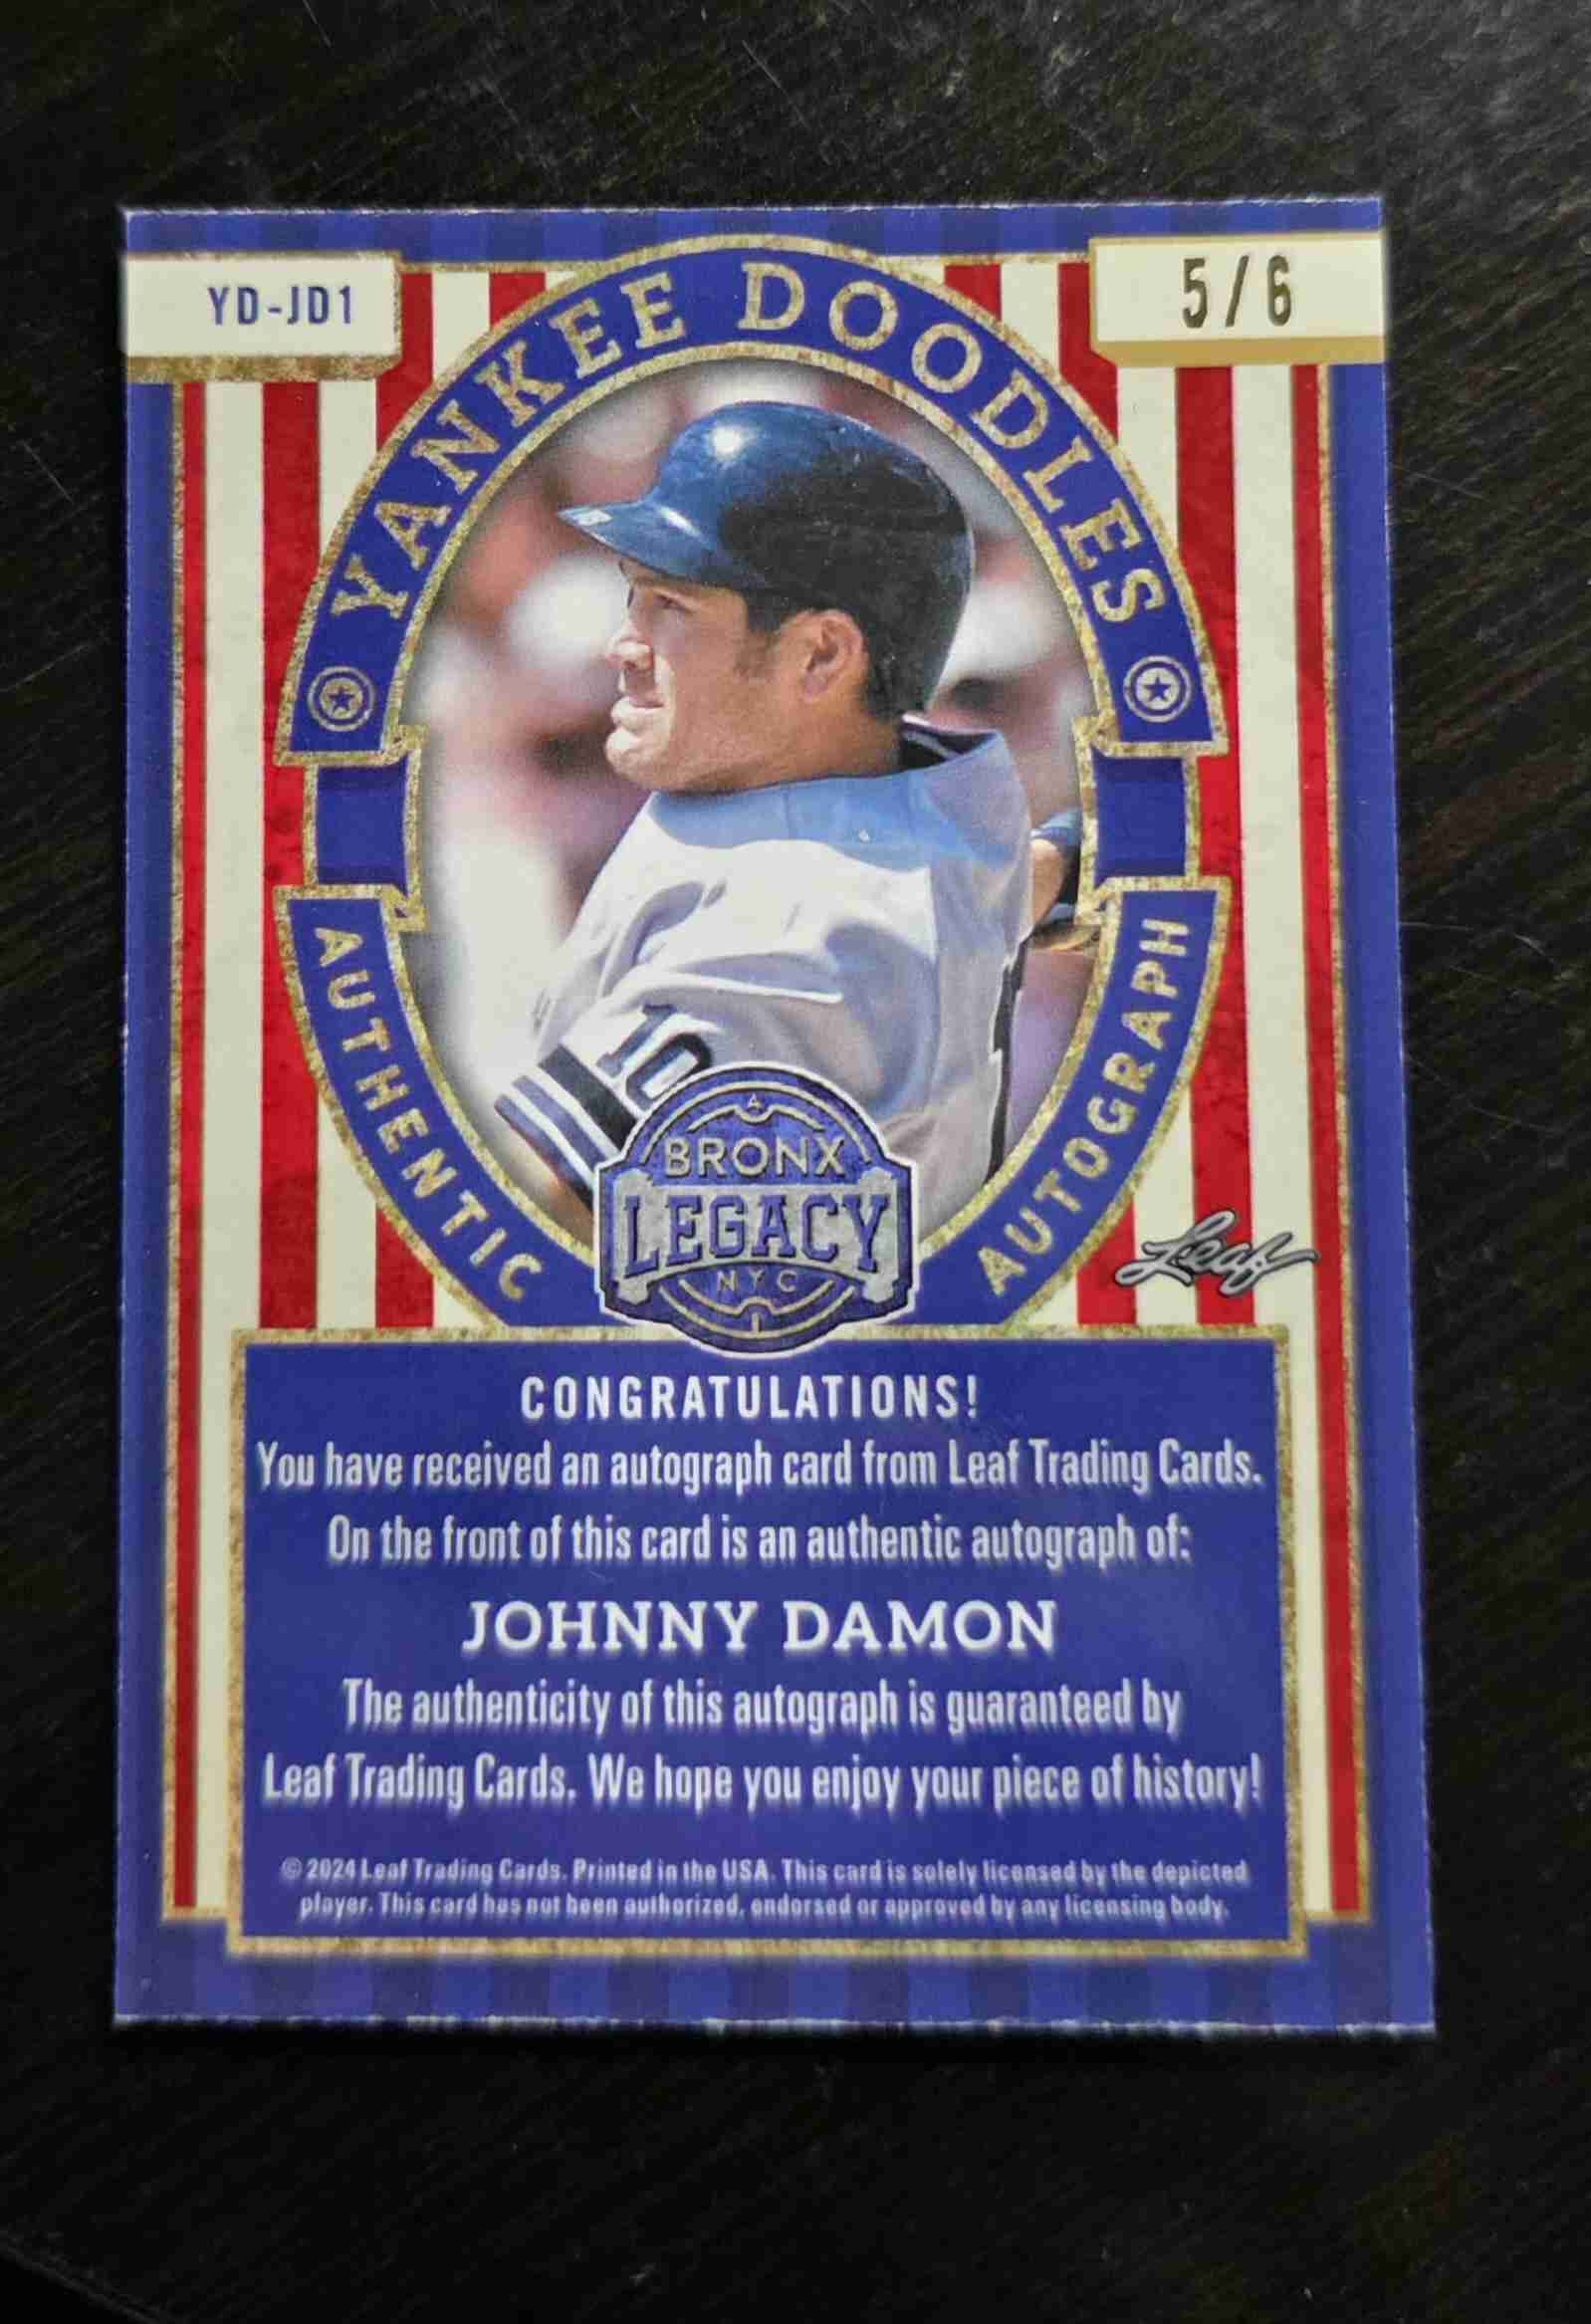 YD-JD1
5/6
YANKEE DOODLES
10
AUTHENTIC
AUTOGRAPH
A
BRONX
LEGACY
NYC
Leaf
CONGRATULATIONS!
You have received an autograph card from Leaf Trading Cards.
On the front of this card is an authentic autograph of:
JOHNNY DAMON
The authenticity of this autograph is guaranteed by
Leaf Trading Cards. We hope you enjoy your piece of history!
© 2024 Leaf Trading Cards. Printed in the USA. This card is solely licensed by the depicted
player. This card has not been authorized, endorsed or approved by any licensing body.